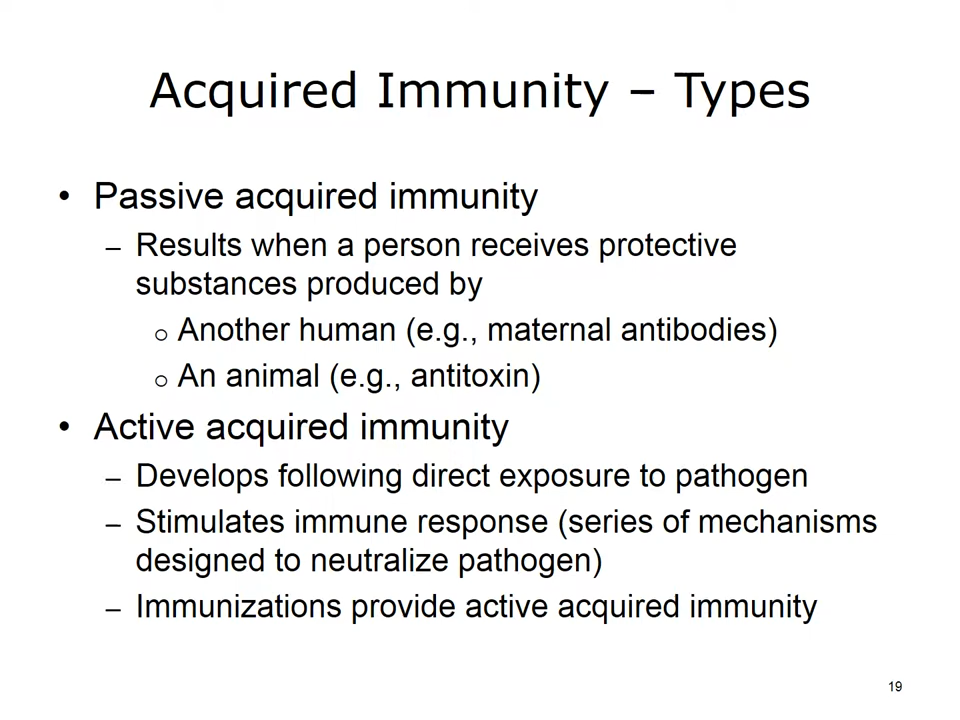 Acquired Immunity – Types
• Passive acquired immunity
– Results when a person receives protective
substances produced by
o Another human (e.g., maternal antibodies)
o An animal (e.g., antitoxin)
• Active acquired immunity
– Develops following direct exposure to pathogen
– Stimulates immune response (series of mechanisms
designed to neutralize pathogen)
– Immunizations provide active acquired immunity
19